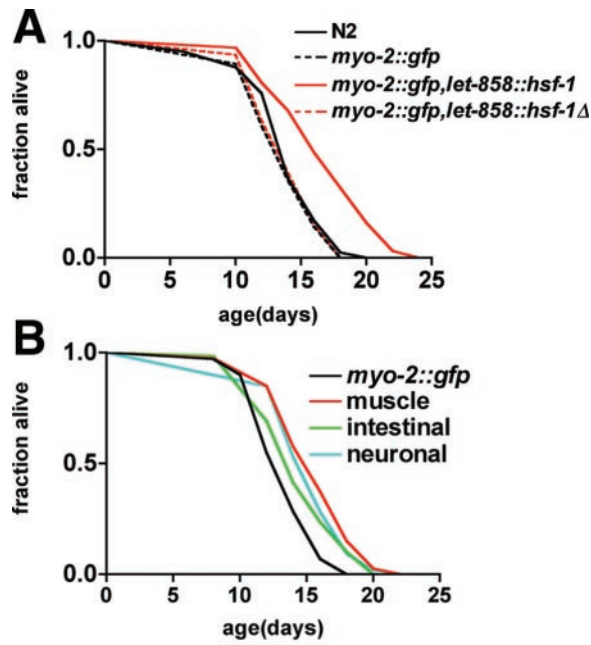 A
N2
myo-2::gfp
myo-2::gfp,let-858::hsf-1
myo-2::gfp,let-858::hsf-1Δ
fraction alive
1.0
0.5
0.0
0 5 10 15 20 25
age(days)
B
myo-2::gfp
muscle
intestinal
neuronal
fraction alive
1.0
0.5
0.0
0 5 10 15 20 25
age(days)